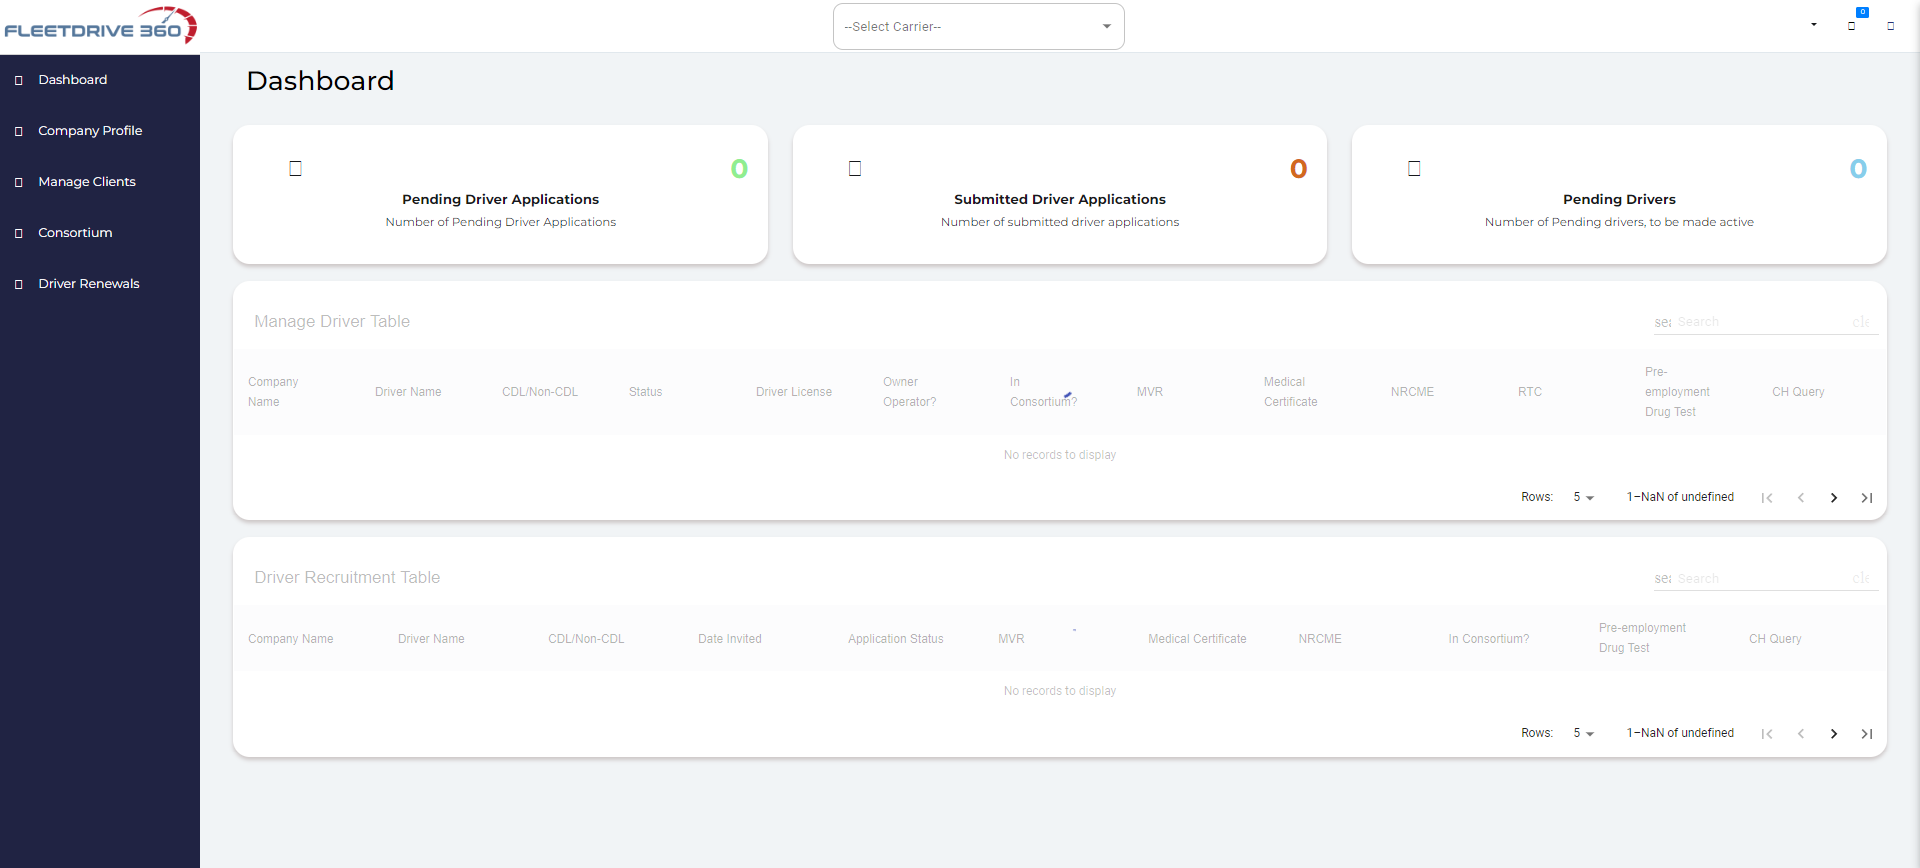 FLEETDRIVE 360
--Select Carrier--
0
Dashboard
Company Profile
Manage Clients
Consortium
Driver Renewals
Dashboard
0
Pending Driver Applications
Number of Pending Driver Applications
0
Submitted Driver Applications
Number of submitted driver applications
0
Pending Drivers
Number of Pending drivers, to be made active
Manage Driver Table
Search
Company Name
Driver Name
CDL/Non-CDL
Status
Driver License
Owner Operator?
In Consortium?
MVR
Medical Certificate
NRCME
RTC
Pre-employment Drug Test
CH Query
No records to display
Rows: 5 1-NaN of undefined
Driver Recruitment Table
Search
Company Name
Driver Name
CDL/Non-CDL
Date Invited
Application Status
MVR
Medical Certificate
NRCME
In Consortium?
Pre-employment Drug Test
CH Query
No records to display
Rows: 5 1-NaN of undefined